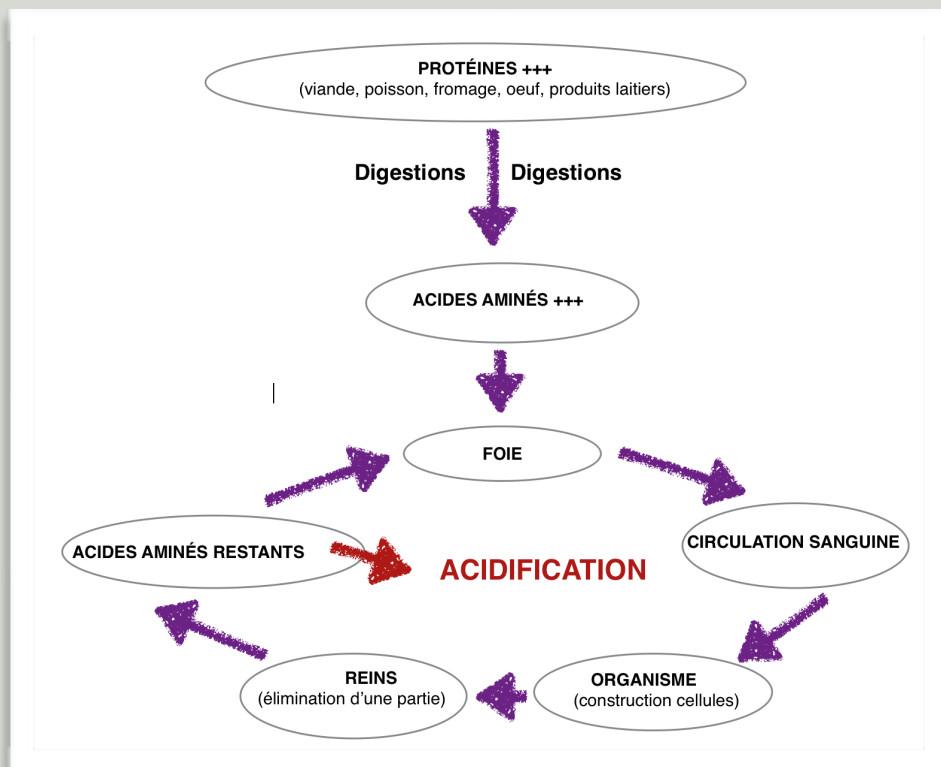 PROTÉINES +++
(viande, poisson, fromage, oeuf, produits laitiers)
Digestions Digestions
ACIDES AMINÉS +++
FOIE
CIRCULATION SANGUINE
ACIDES AMINÉS RESTANTS
ACIDIFICATION
REINS
(élimination d'une partie)
ORGANISME
(construction cellules)